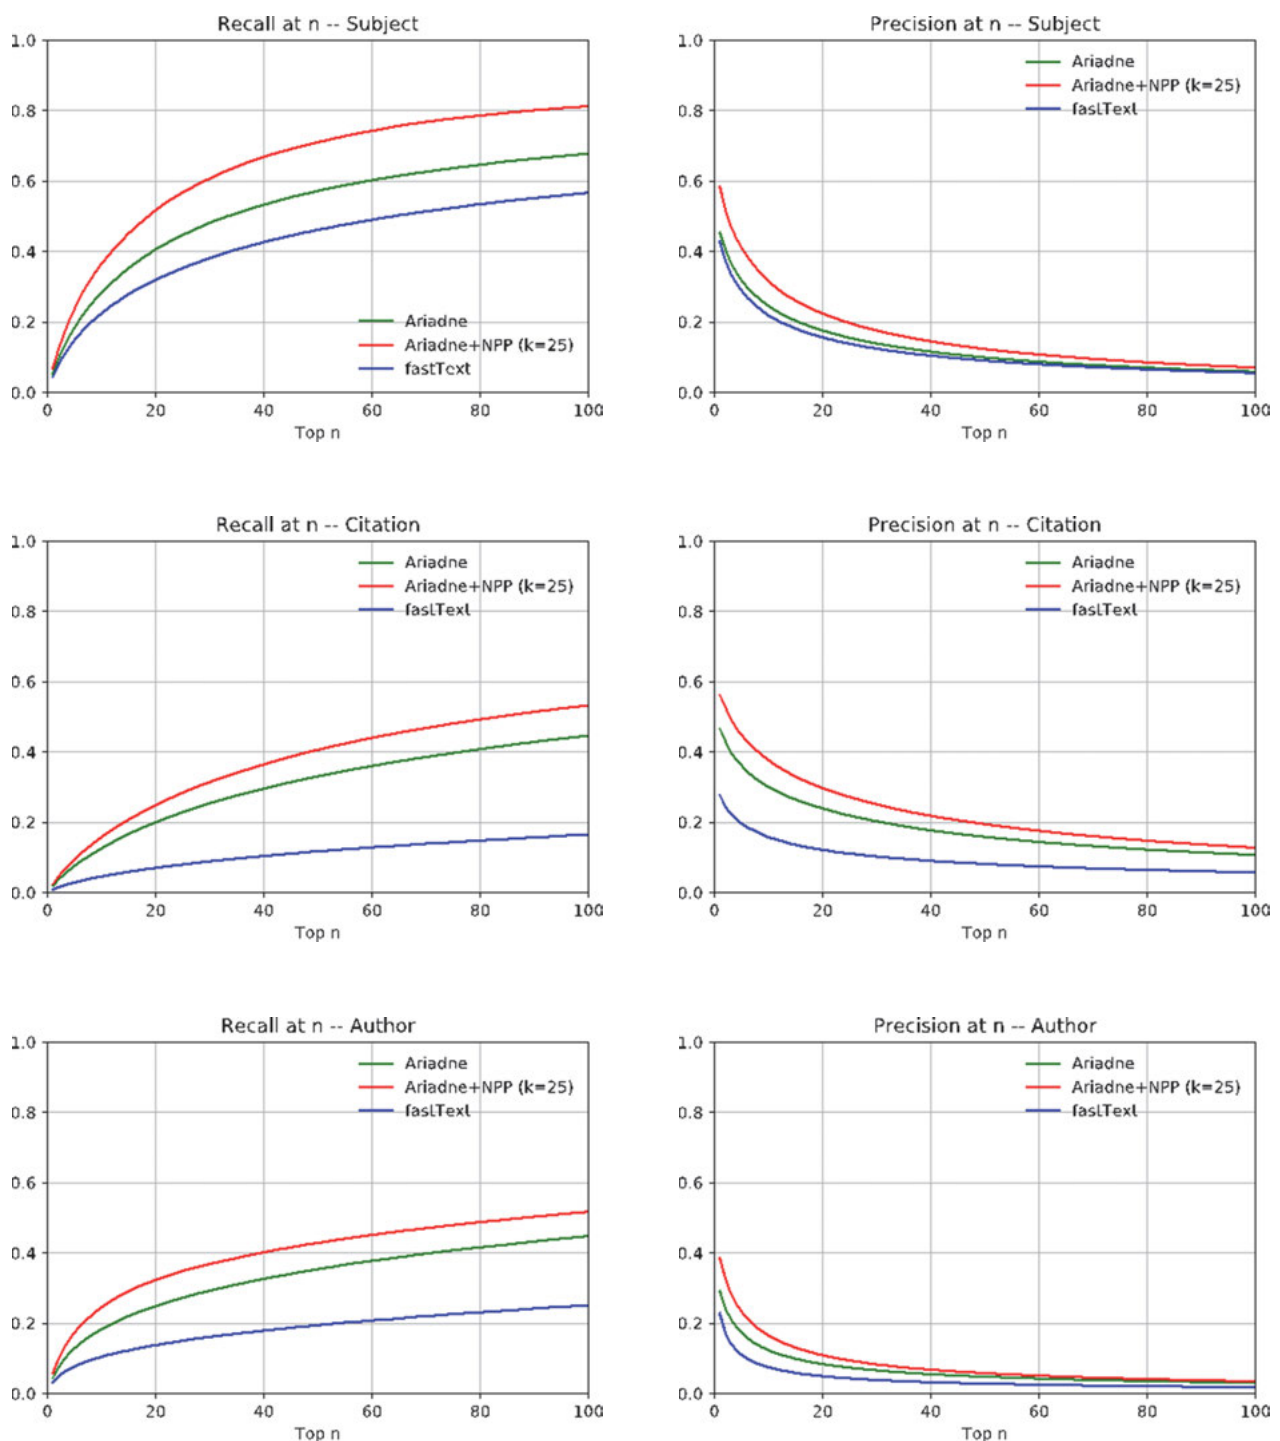 Recall at n -- Subject
1.0
0.8
0.6
0.4
0.2
0.0
Ariadne
Ariadne+NPP (k=25)
fastText
0 20 40 60 80 100
Top n
Precision at n -- Subject
1.0
0.8
0.6
0.4
0.2
0.0
Ariadne
Ariadne+NPP (k=25)
fastText
0 20 40 60 80 100
Top n
Recall at n -- Citation
1.0
0.8
0.6
0.4
0.2
0.0
Ariadne
Ariadne+NPP (k=25)
fastText
0 20 40 60 80 100
Top n
Precision at n -- Citation
1.0
0.8
0.6
0.4
0.2
0.0
Ariadne
Ariadne+NPP (k=25)
fastText
0 20 40 60 80 100
Top n
Recall at n -- Author
1.0
0.8
0.6
0.4
0.2
0.0
Ariadne
Ariadne+NPP (k=25)
fastText
0 20 40 60 80 100
Top n
Precision at n -- Author
1.0
0.8
0.6
0.4
0.2
0.0
Ariadne
Ariadne+NPP (k=25)
fastText
0 20 40 60 80 100
Top n